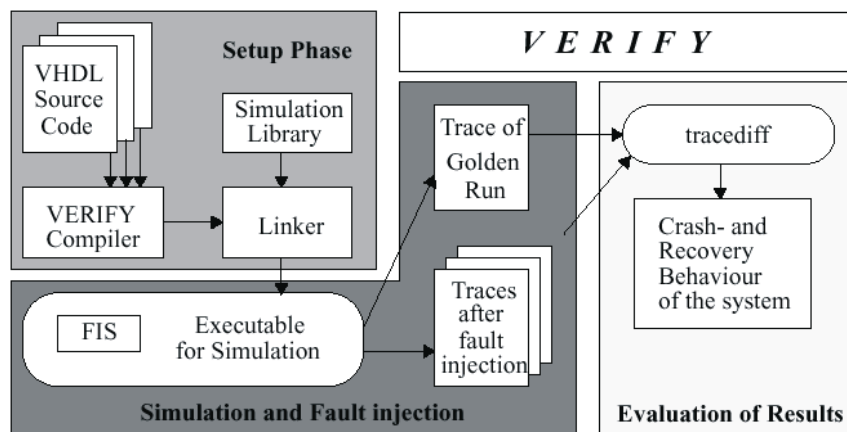 Setup Phase
VHDL
Source
Code
Simulation
Library
VERIFY
Compiler
Linker
VERIFY
Trace of
Golden
Run
tracediff
Crash- and
Recovery
Behaviour
of the system
FIS
Executable
for Simulation
Traces
after
fault
injection
Simulation and Fault injection
Evaluation of Results